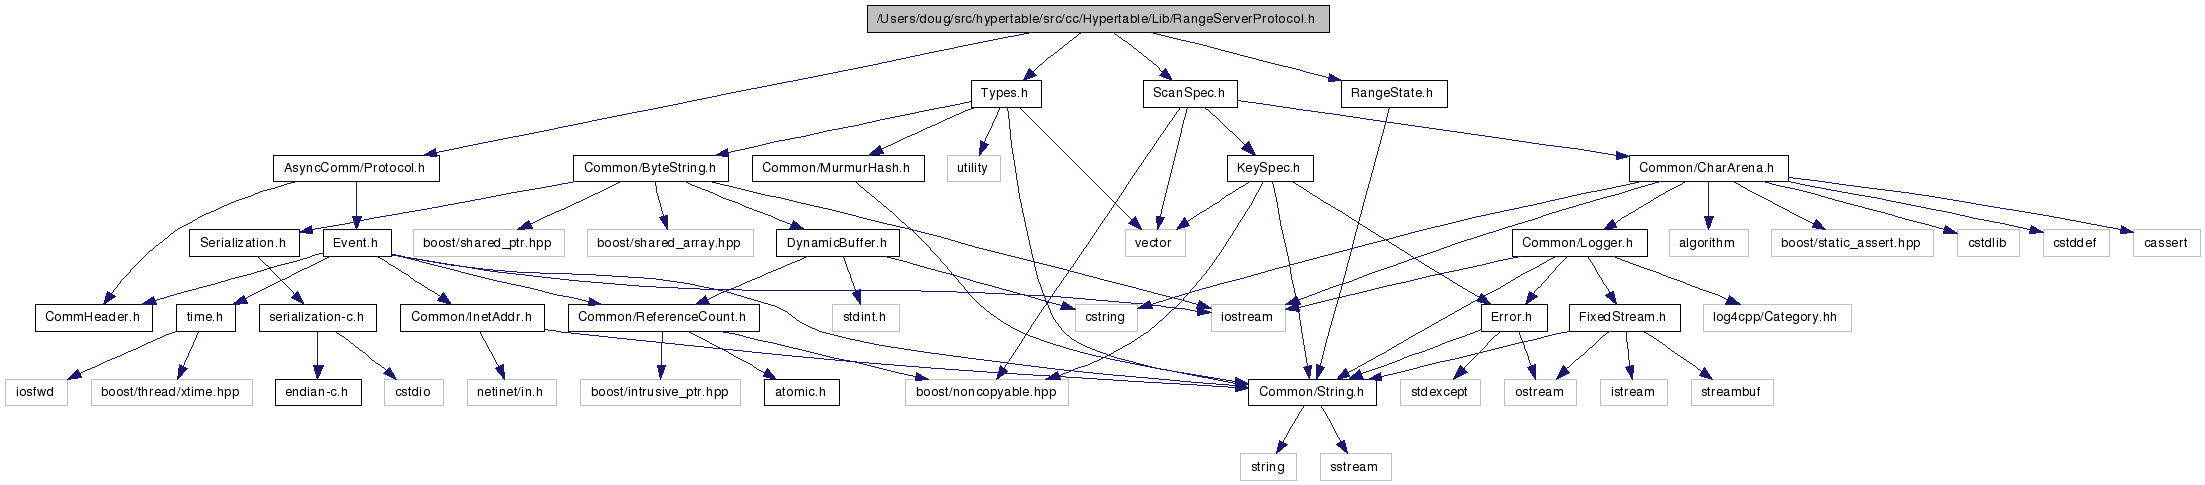 /Users/doug/src/hypertable/src/cc/Hypertable/Lib/RangeServerProtocol.h
Types.h
ScanSpec.h
RangeState.h
AsyncComm/Protocol.h
Common/ByteString.h
Common/MurmurHash.h
utility
KeySpec.h
Common/CharArena.h
Serialization.h
Event.h
boost/shared_ptr.hpp
boost/shared_array.hpp
DynamicBuffer.h
vector
Common/Logger.h
algorithm
boost/static_assert.hpp
cstdlib
cstddef
cassert
CommHeader.h
time.h
serialization-c.h
Common/InetAddr.h
Common/ReferenceCount.h
stdint.h
cstring
iostream
Error.h
FixedStream.h
log4cpp/Category.hh
iosfwd
boost/thread/xtime.hpp
endian-c.h
cstdio
netinet/in.h
boost/intrusive_ptr.hpp
atomic.h
boost/noncopyable.hpp
Common/String.h
stdexcept
ostream
istream
streambuf
string
sstream